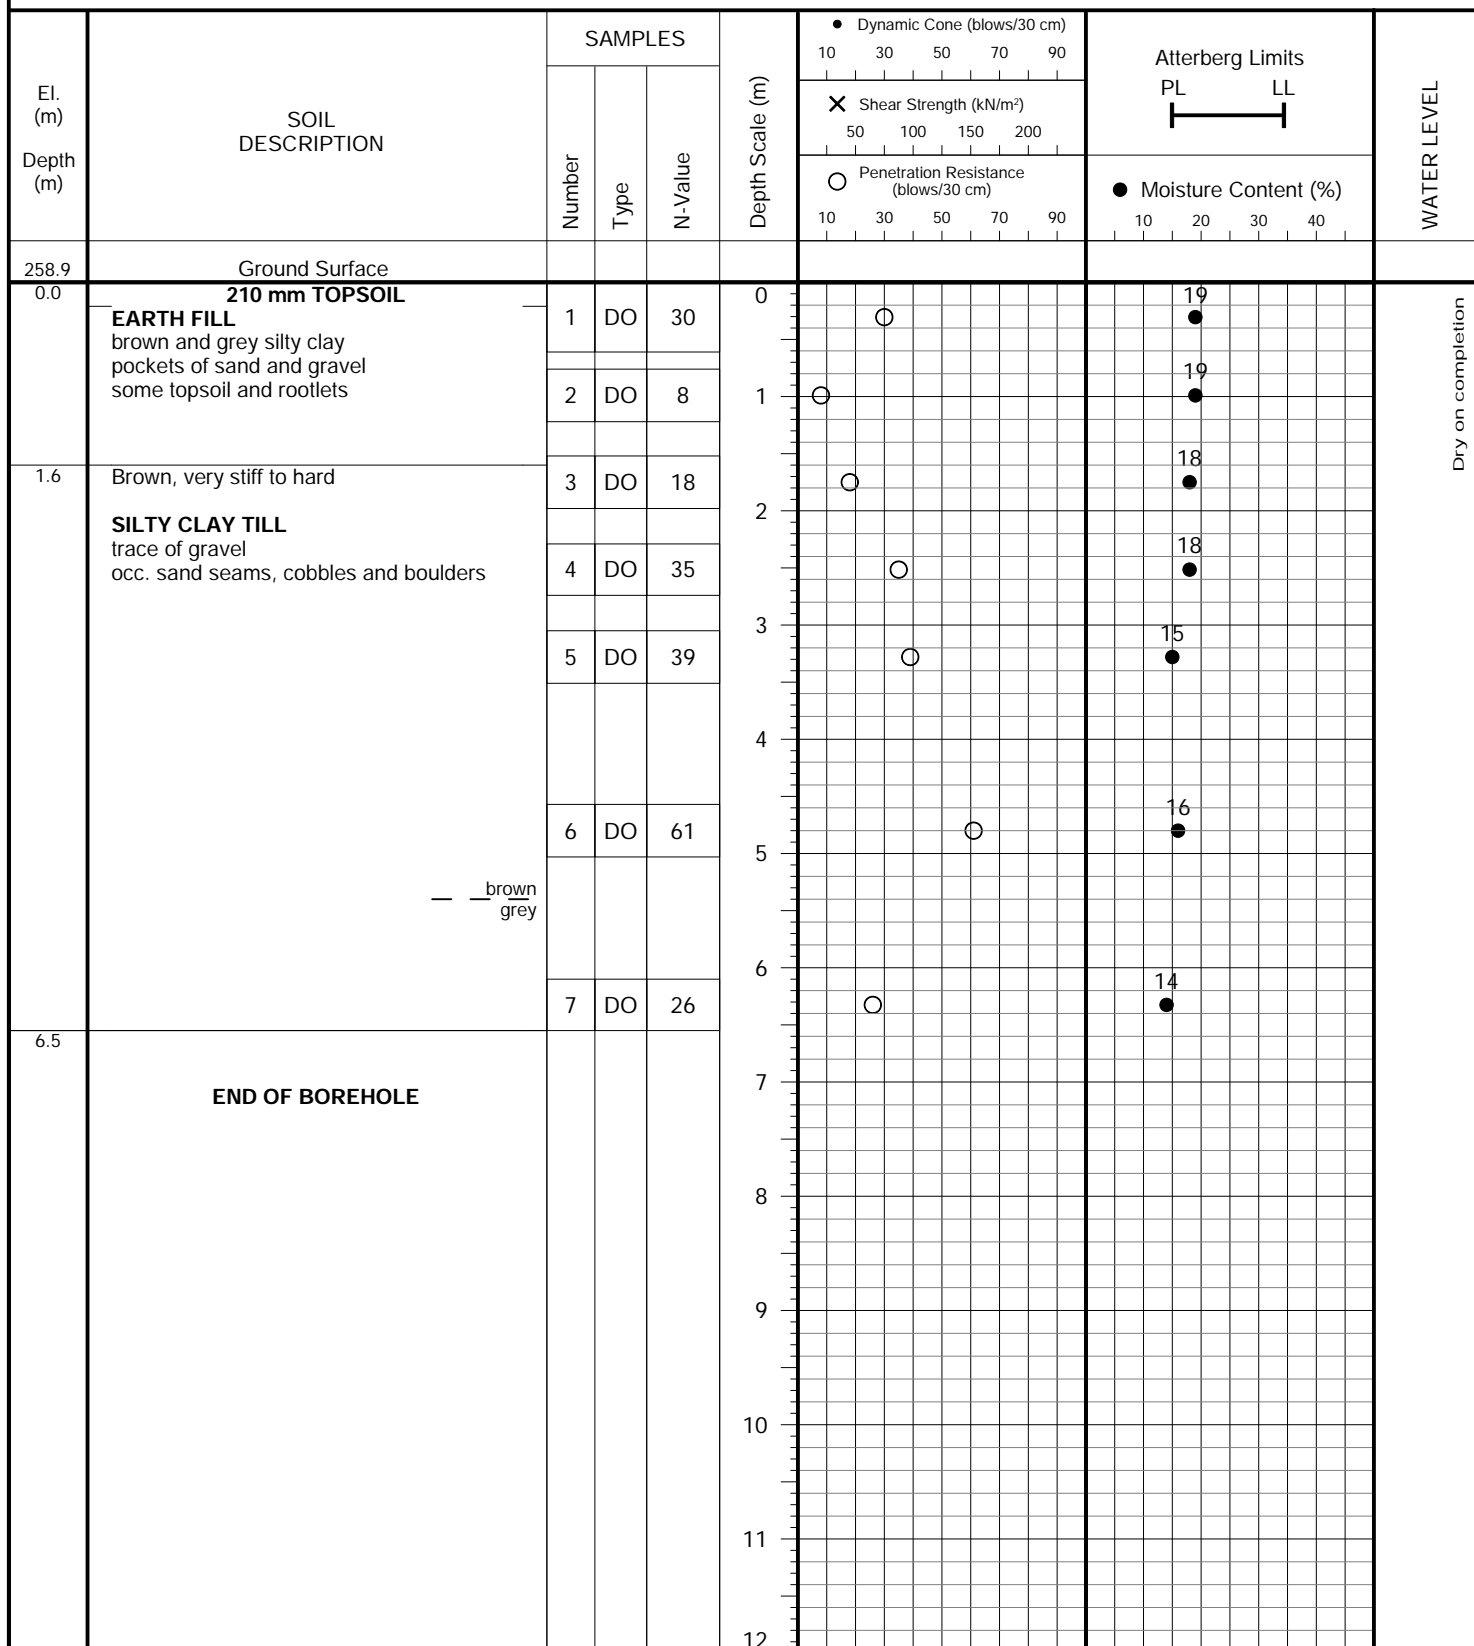 El.
(m)
Depth
(m)
SOIL
DESCRIPTION
SAMPLES
Number
Type
N-Value
Depth Scale (m)
Dynamic Cone (blows/30 cm)
10 30 50 70 90
Shear Strength (kN/m²)
50 100 150 200
Penetration Resistance
(blows/30 cm)
10 30 50 70 90
Atterberg Limits
PL LL
Moisture Content (%)
10 20 30 40
WATER LEVEL
258.9 Ground Surface
0.0 210 mm TOPSOIL
EARTH FILL
brown and grey silty clay
pockets of sand and gravel
some topsoil and rootlets
1 DO 30
2 DO 8
1.6 Brown, very stiff to hard
SILTY CLAY TILL
trace of gravel
occ. sand seams, cobbles and boulders
3 DO 18
4 DO 35
5 DO 39
6 DO 61
brown
grey
7 DO 26
6.5
END OF BOREHOLE
0
1
2
3
4
5
6
7
8
9
10
11
12
19
19
18
18
15
16
14
Dry on completion